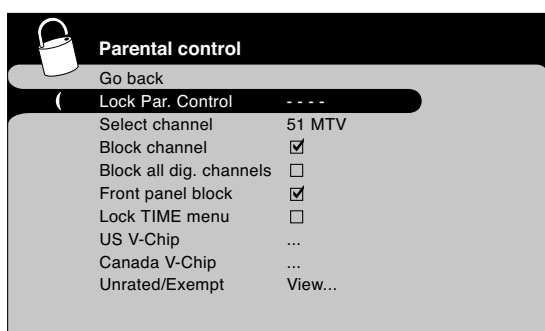 Parental control
Go back
Lock Par. Control - - - -
Select channel 51 MTV
Block channel
Block all dig. channels
Front panel block
Lock TIME menu
US V-Chip ...
Canada V-Chip ...
Unrated/Exempt View...